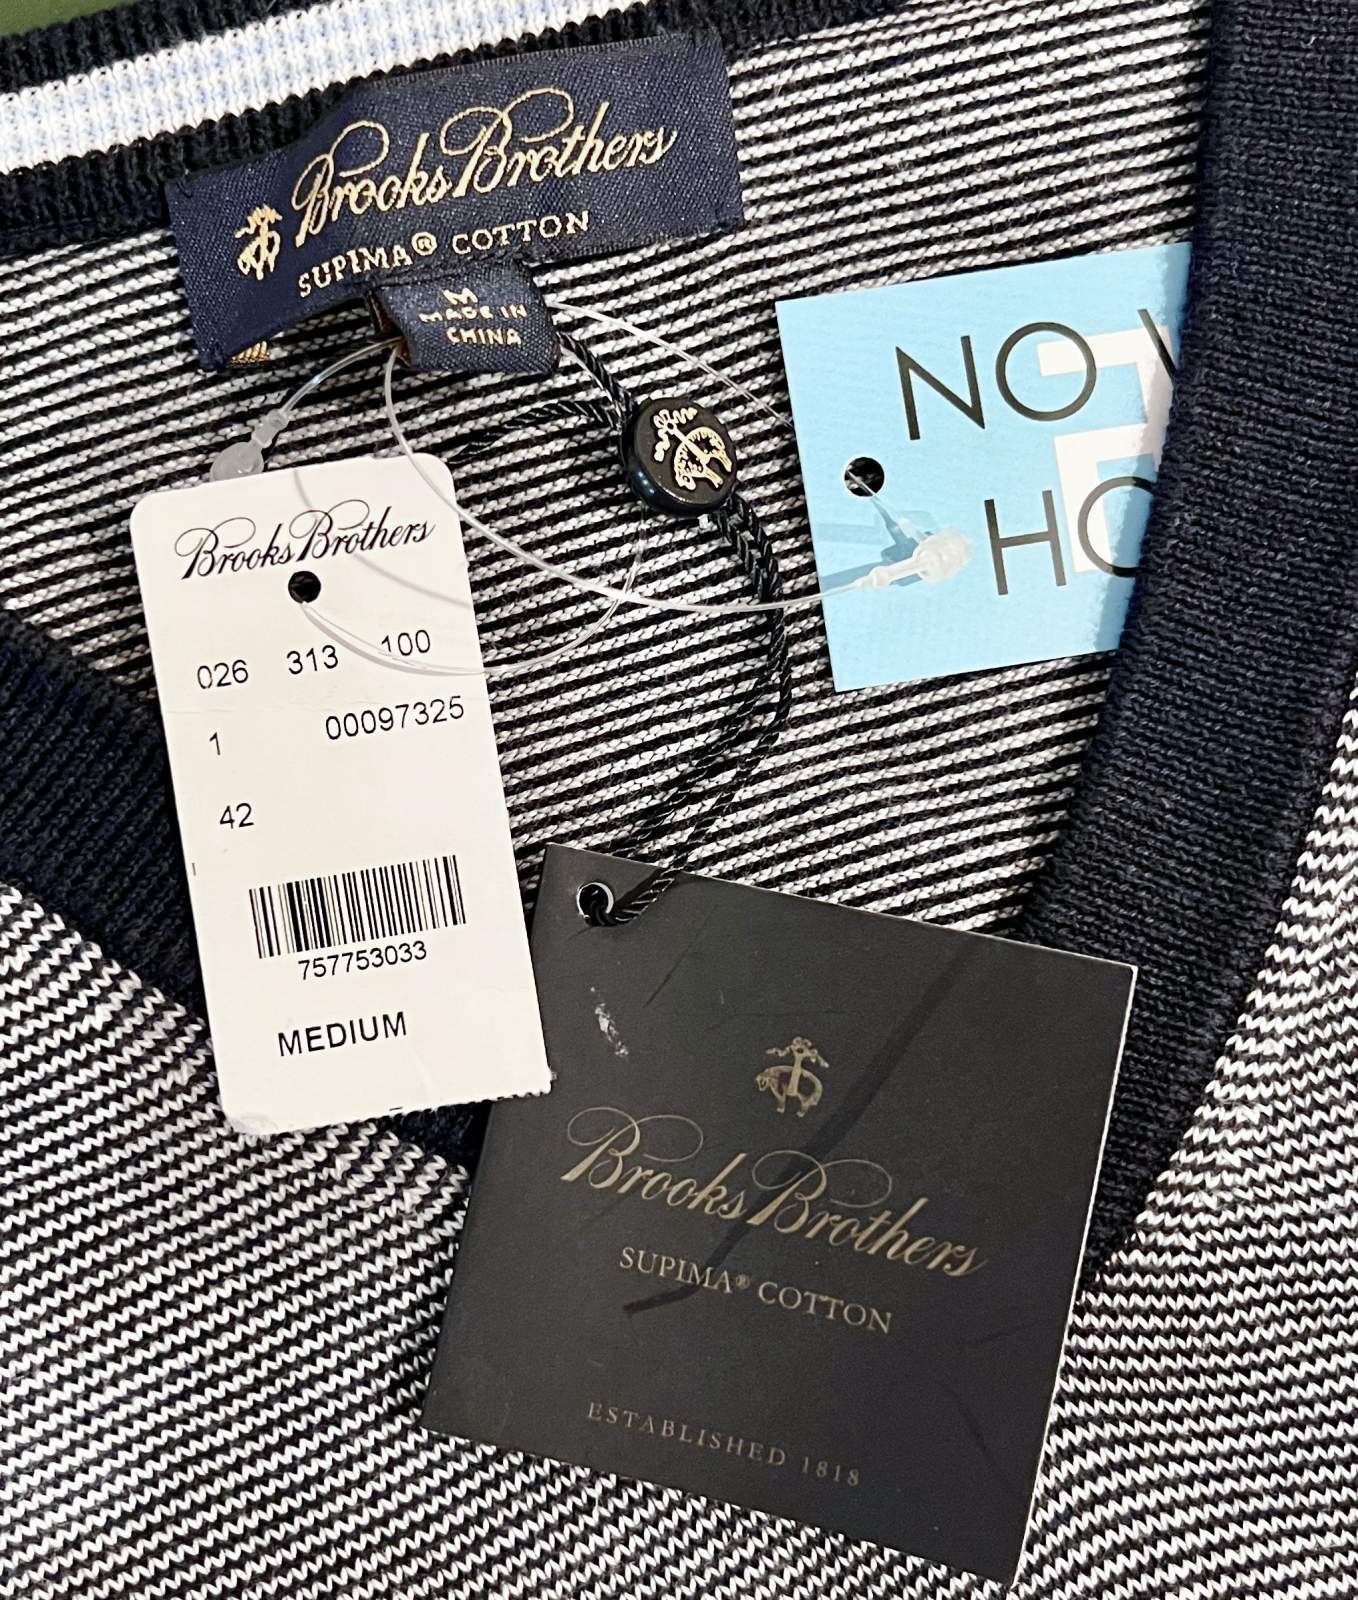 Brooks Brothers
SUPIMA® COTTON
M
MADE IN
CHINA
NO
HO
Brooks Brothers
026 313 100
1 00097325
42
757753033
MEDIUM
Brooks Brothers
SUPIMA® COTTON
ESTABLISHED 1818